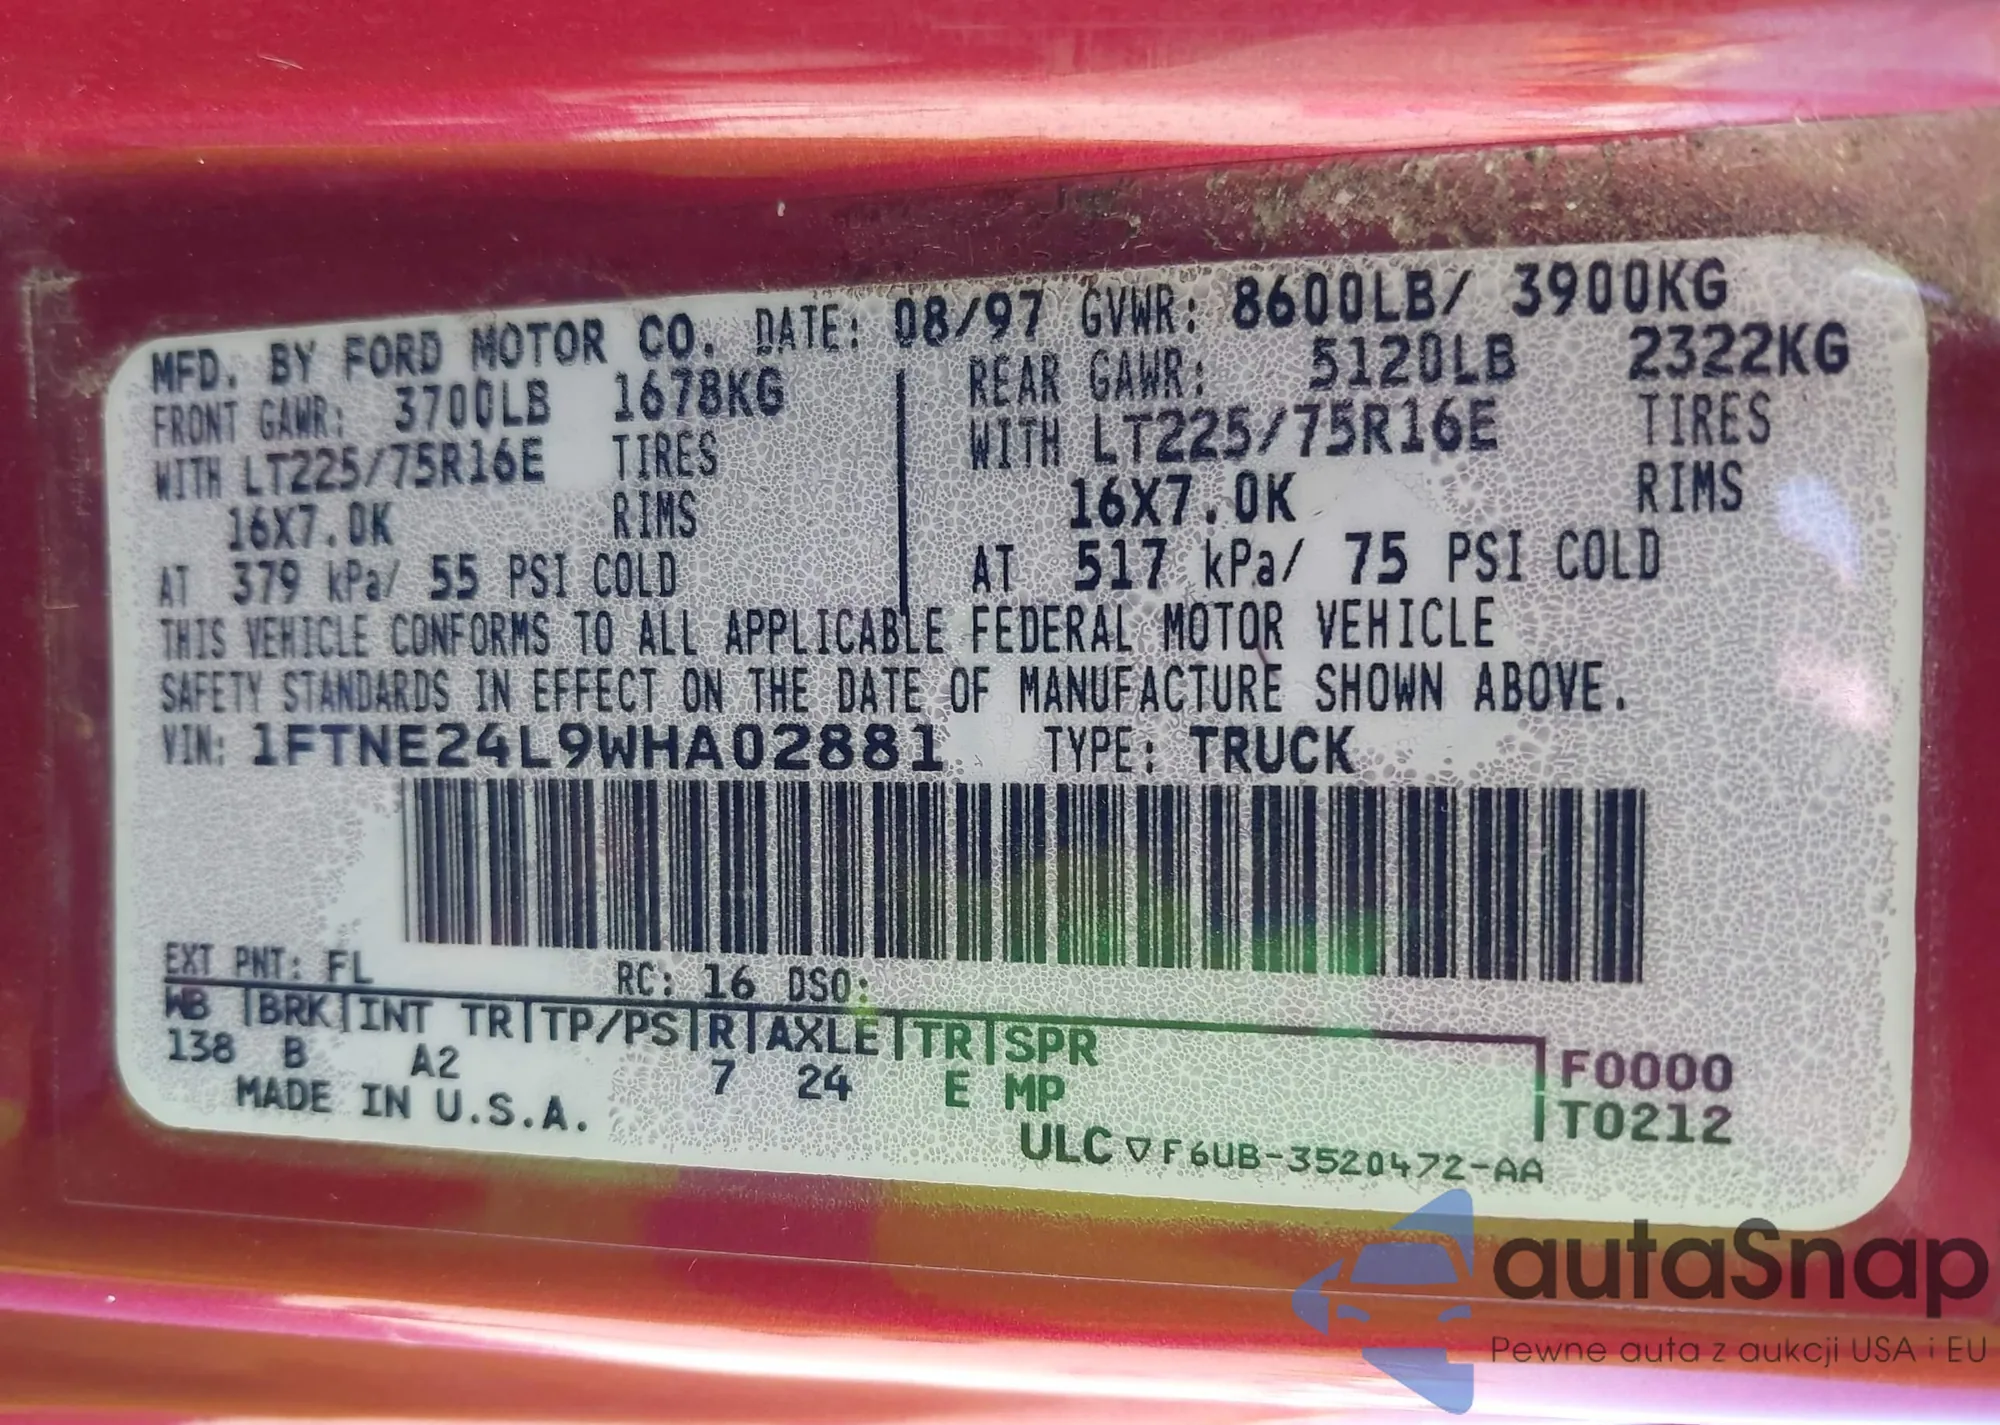 MFD. BY FORD MOTOR CO. DATE: 08/97 GVWR: 8600LB/ 3900KG
FRONT GAWR: 3700LB 1678KG REAR GAWR: 5120LB 2322KG
WITH LT225/75R16E TIRES WITH LT225/75R16E TIRES
16X7.0K RIMS 16X7.0K RIMS
AT 379 kPa/ 55 PSI COLD AT 517 kPa/ 75 PSI COLD
THIS VEHICLE CONFORMS TO ALL APPLICABLE FEDERAL MOTOR VEHICLE
SAFETY STANDARDS IN EFFECT ON THE DATE OF MANUFACTURE SHOWN ABOVE.
VIN: 1FTNE24L9WHA02881 TYPE: TRUCK
EXT PNT: FL RC: 16 DSO:
WB |BRK|INT TR|TP/PS|R|AXLE|TR|SPR F0000
138 B A2 7 24 E MP T0212
MADE IN U.S.A. ULC ▽ F6UB-3520472-AA
autaSnap
Pewne auta z aukcji USA i EU